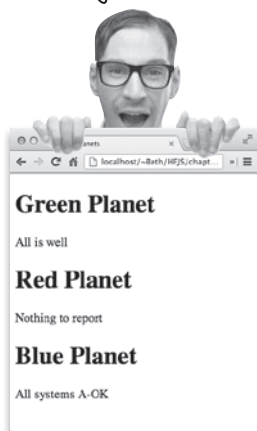 anets
localhost/~Beth/HFJS/chapt...
Green Planet
All is well
Red Planet
Nothing to report
Blue Planet
All systems A-OK